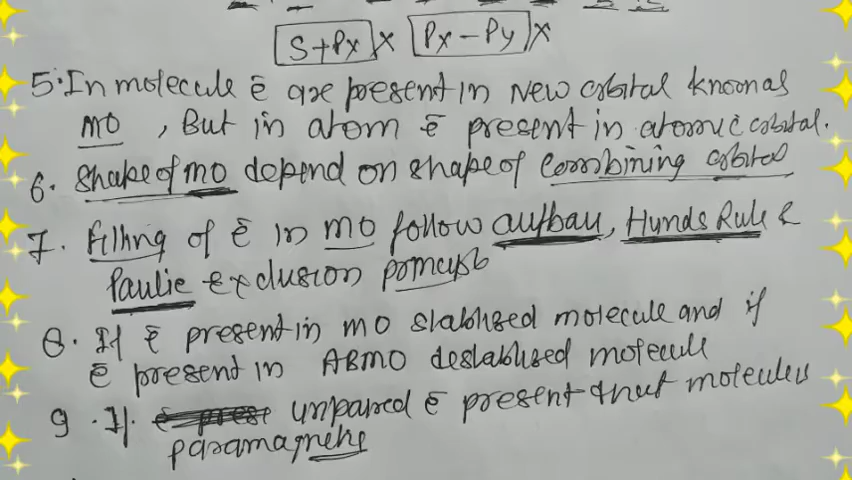 S+Px x Px-Py x
5. In molecule ē are present in New orbital knonas
MO , But in atom ē present in atomic orbital.
6. Shape of MO depend on shape of Combining orbital
7. filling of ē in MO follow aufbau, Hunds Rule &
Paulie exclusion
8. If ē present in MO stablised molecule and if
ē present in ABMO destablised molecule
9. If unpaired ē present that molecules
paramagnetic